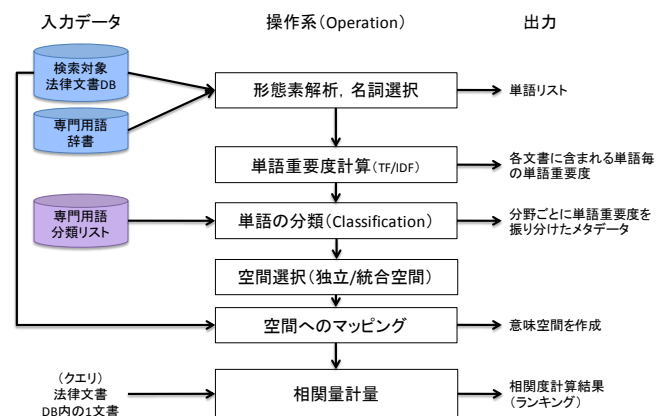 入力データ
操作系（Operation）
出力
検索対象
法律文書DB
形態素解析，名詞選択
単語リスト
専門用語
辞書
単語重要度計算（TF/IDF）
各文書に含まれる単語毎
の単語重要度
専門用語
分類リスト
単語の分類（Classification）
分野ごとに単語重要度を
振り分けたメタデータ
空間選択（独立/統合空間）
空間へのマッピング
意味空間を作成
（クエリ）
法律文書
DB内の1文書
相関量計量
相関度計算結果
（ランキング）